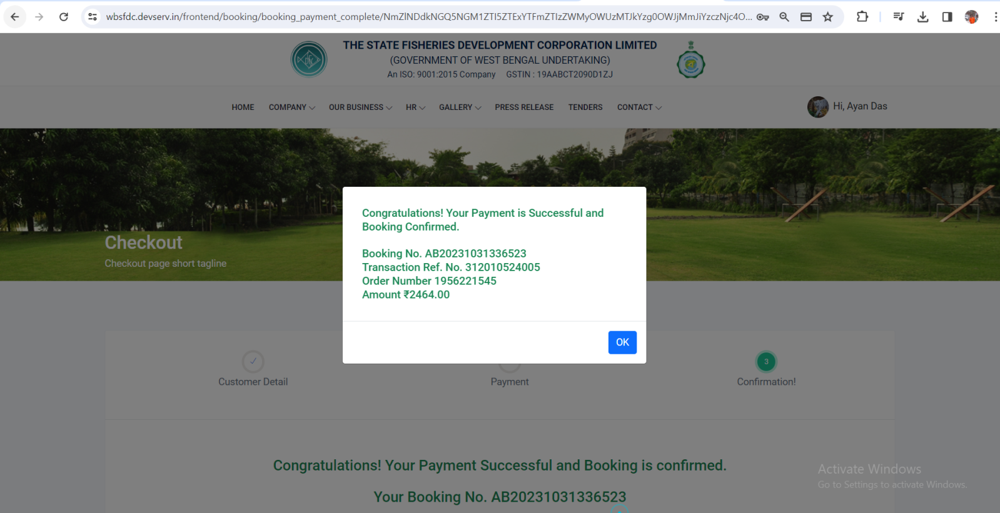 wbsfdc.devserv.in/frontend/booking/booking_payment_complete/NmZlNDdkNGQ5NGM1ZTI5ZTExYTFmZTIzZWMyOWUzMTJkYzg0OWJjMmJiYzczNjc4O...
THE STATE FISHERIES DEVELOPMENT CORPORATION LIMITED
(GOVERNMENT OF WEST BENGAL UNDERTAKING)
An ISO: 9001:2015 Company GSTIN : 19AABCT2090D1ZJ
HOME COMPANY OUR BUSINESS HR GALLERY PRESS RELEASE TENDERS CONTACT Hi, Ayan Das
Checkout
Checkout page short tagline
Congratulations! Your Payment is Successful and
Booking Confirmed.
Booking No. AB20231031336523
Transaction Ref. No. 312010524005
Order Number 1956221545
Amount ₹2464.00
OK
3
Customer Detail Payment Confirmation!
Congratulations! Your Payment Successful and Booking is confirmed.
Your Booking No. AB20231031336523
Activate Windows
Go to Settings to activate Windows.